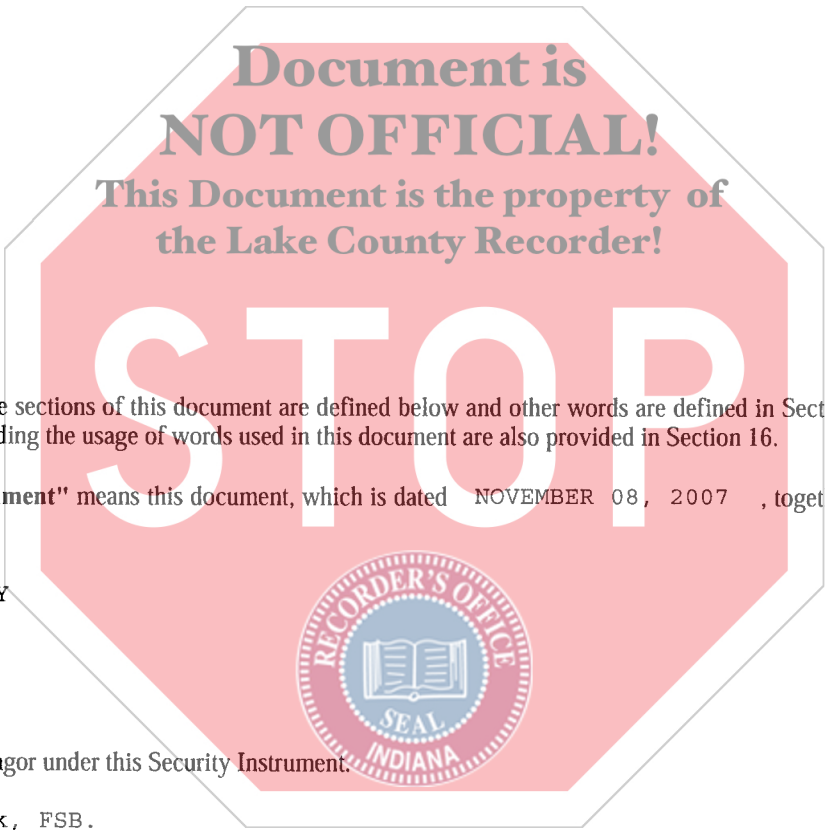 Document is
NOT OFFICIAL!
This Document is the property of
the Lake County Recorder!
STOP
e sections of this document are defined below and other words are defined in Sect
ding the usage of words used in this document are also provided in Section 16.
ment" means this document, which is dated NOVEMBER 08, 2007 , toget
Y
RECORDER'S OFFICE
SEAL
INDIANA
agor under this Security Instrument.
k, FSB.